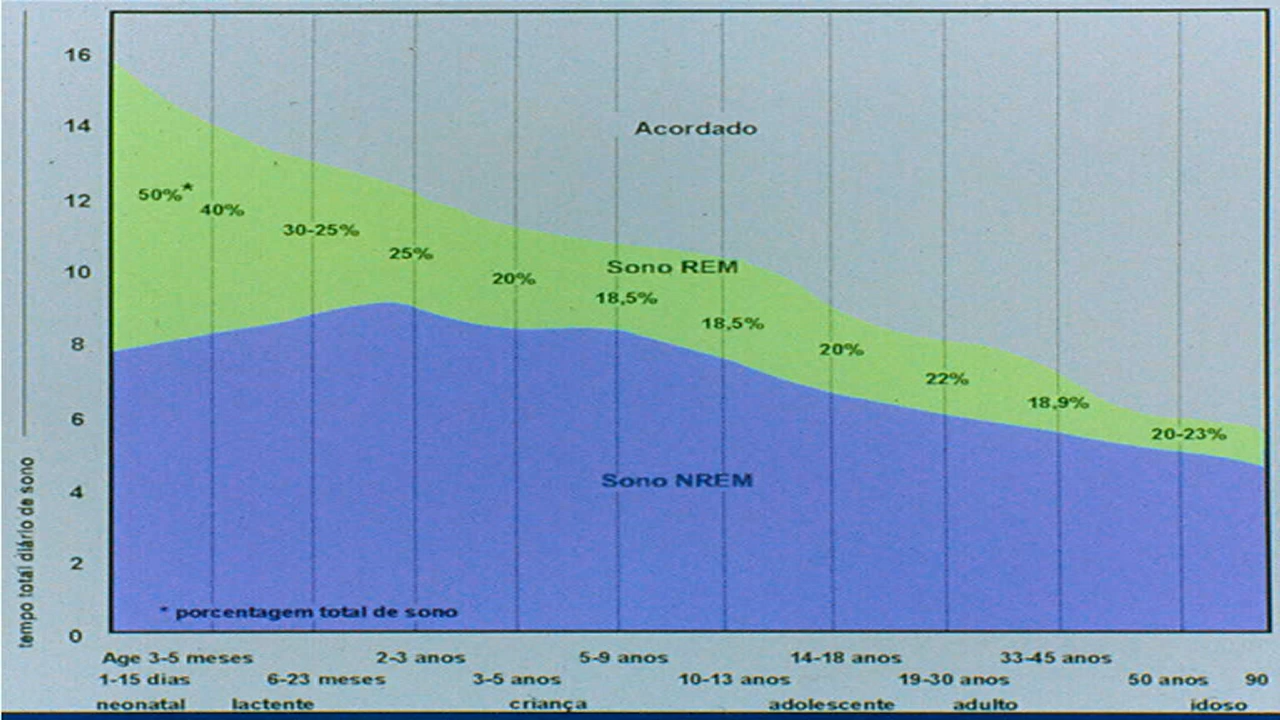 16
14
12
10
8
6
4
2
0
tempo total diário de sono
Acordado
50%*
40%
30-25%
25%
20%
Sono REM
18,5%
18,5%
20%
22%
18,9%
20-23%
Sono NREM
* porcentagem total de sono
Age 3-5 meses 2-3 anos 5-9 anos 14-18 anos 33-45 anos
1-15 dias 6-23 meses 3-5 anos 10-13 anos 19-30 anos 50 anos 90
neonatal lactente criança adolescente adulto idoso